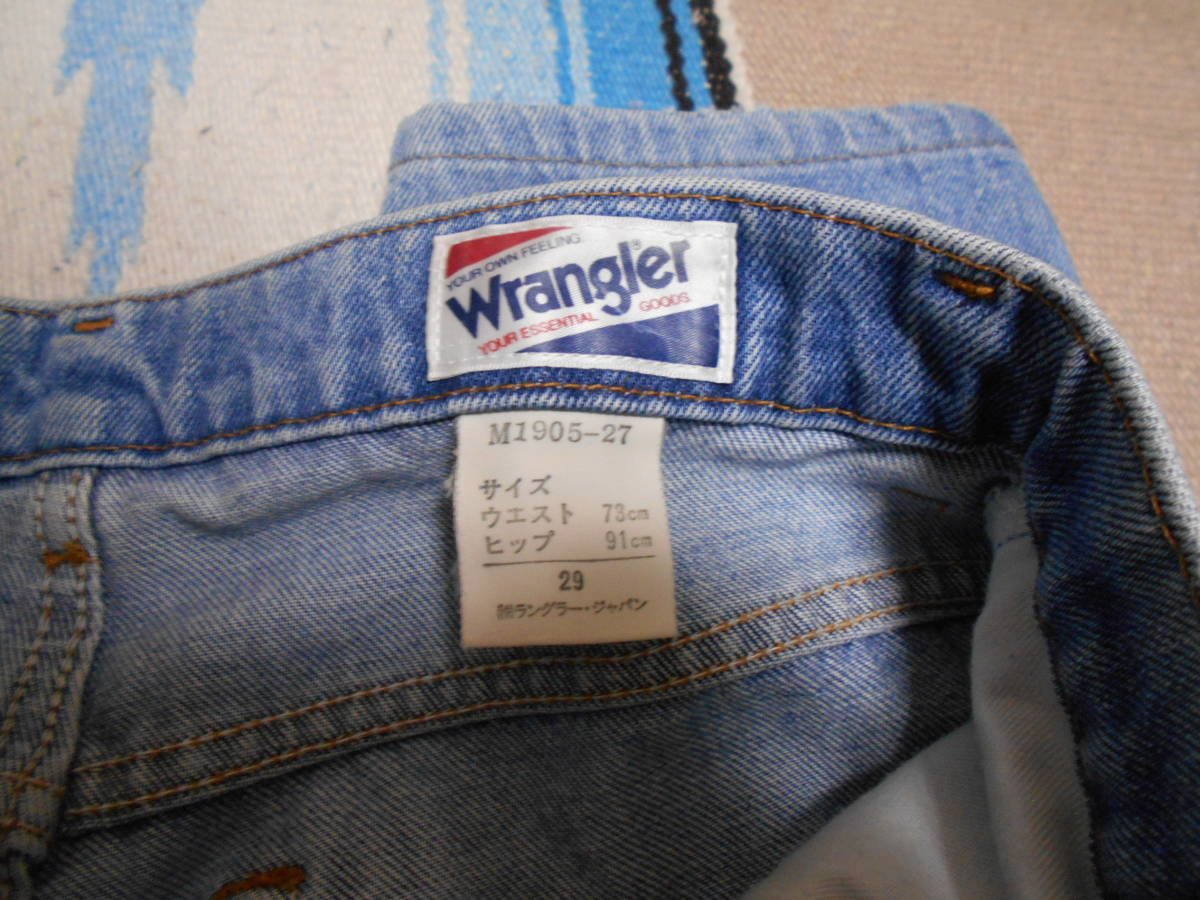 YOUR OWN FEELING.
Wrangler®
YOUR ESSENTIAL GOODS.
M1905-27
サイズ
ウエスト 73cm
ヒップ 91cm
29
㈱ラングラー・ジャパン